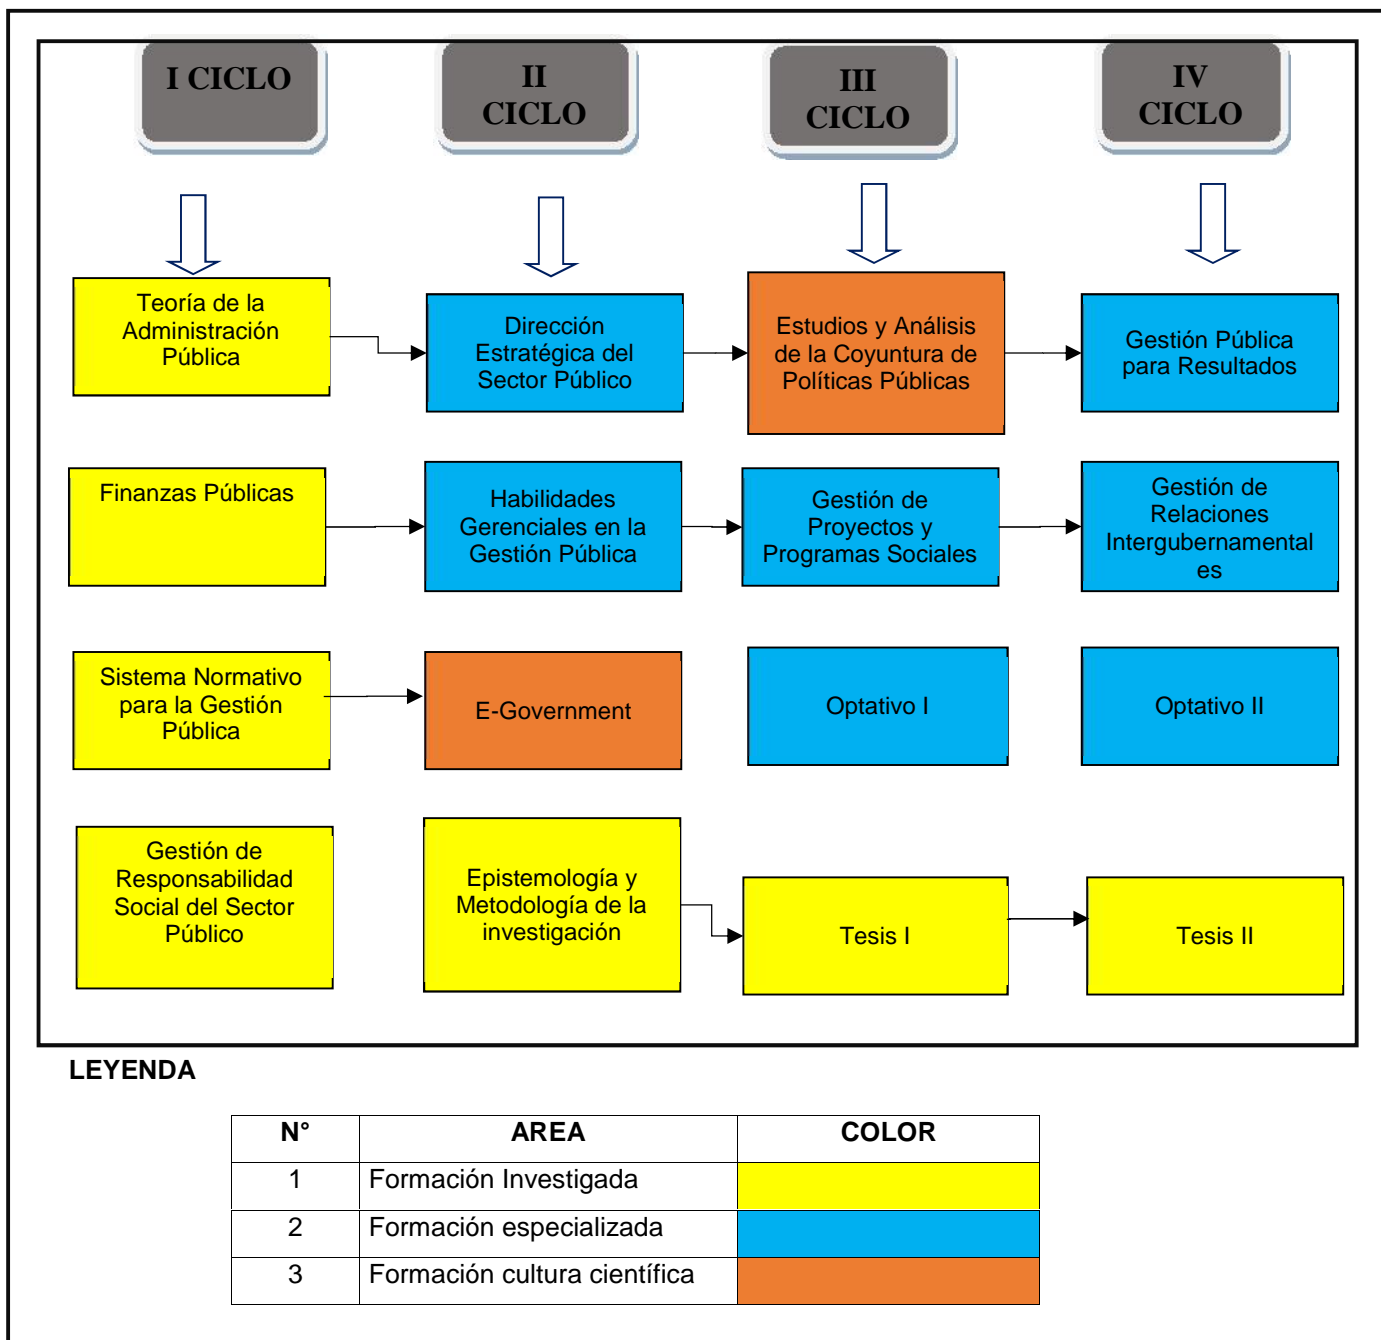 I CICLO
II
CICLO
III
CICLO
IV
CICLO
Teoría de la
Administración
Pública
Dirección
Estratégica del
Sector Público
Estudios y Análisis
de la Coyuntura de
Políticas Públicas
Gestión Pública
para Resultados
Finanzas Públicas
Habilidades
Gerenciales en la
Gestión Pública
Gestión de
Proyectos y
Programas Sociales
Gestión de
Relaciones
Intergubernamental
es
Sistema Normativo
para la Gestión
Pública
E-Government
Optativo I
Optativo II
Gestión de
Responsabilidad
Social del Sector
Público
Epistemología y
Metodología de la
investigación
Tesis I
Tesis II
LEYENDA
N° AREA COLOR
1 Formación Investigada
2 Formación especializada
3 Formación cultura científica